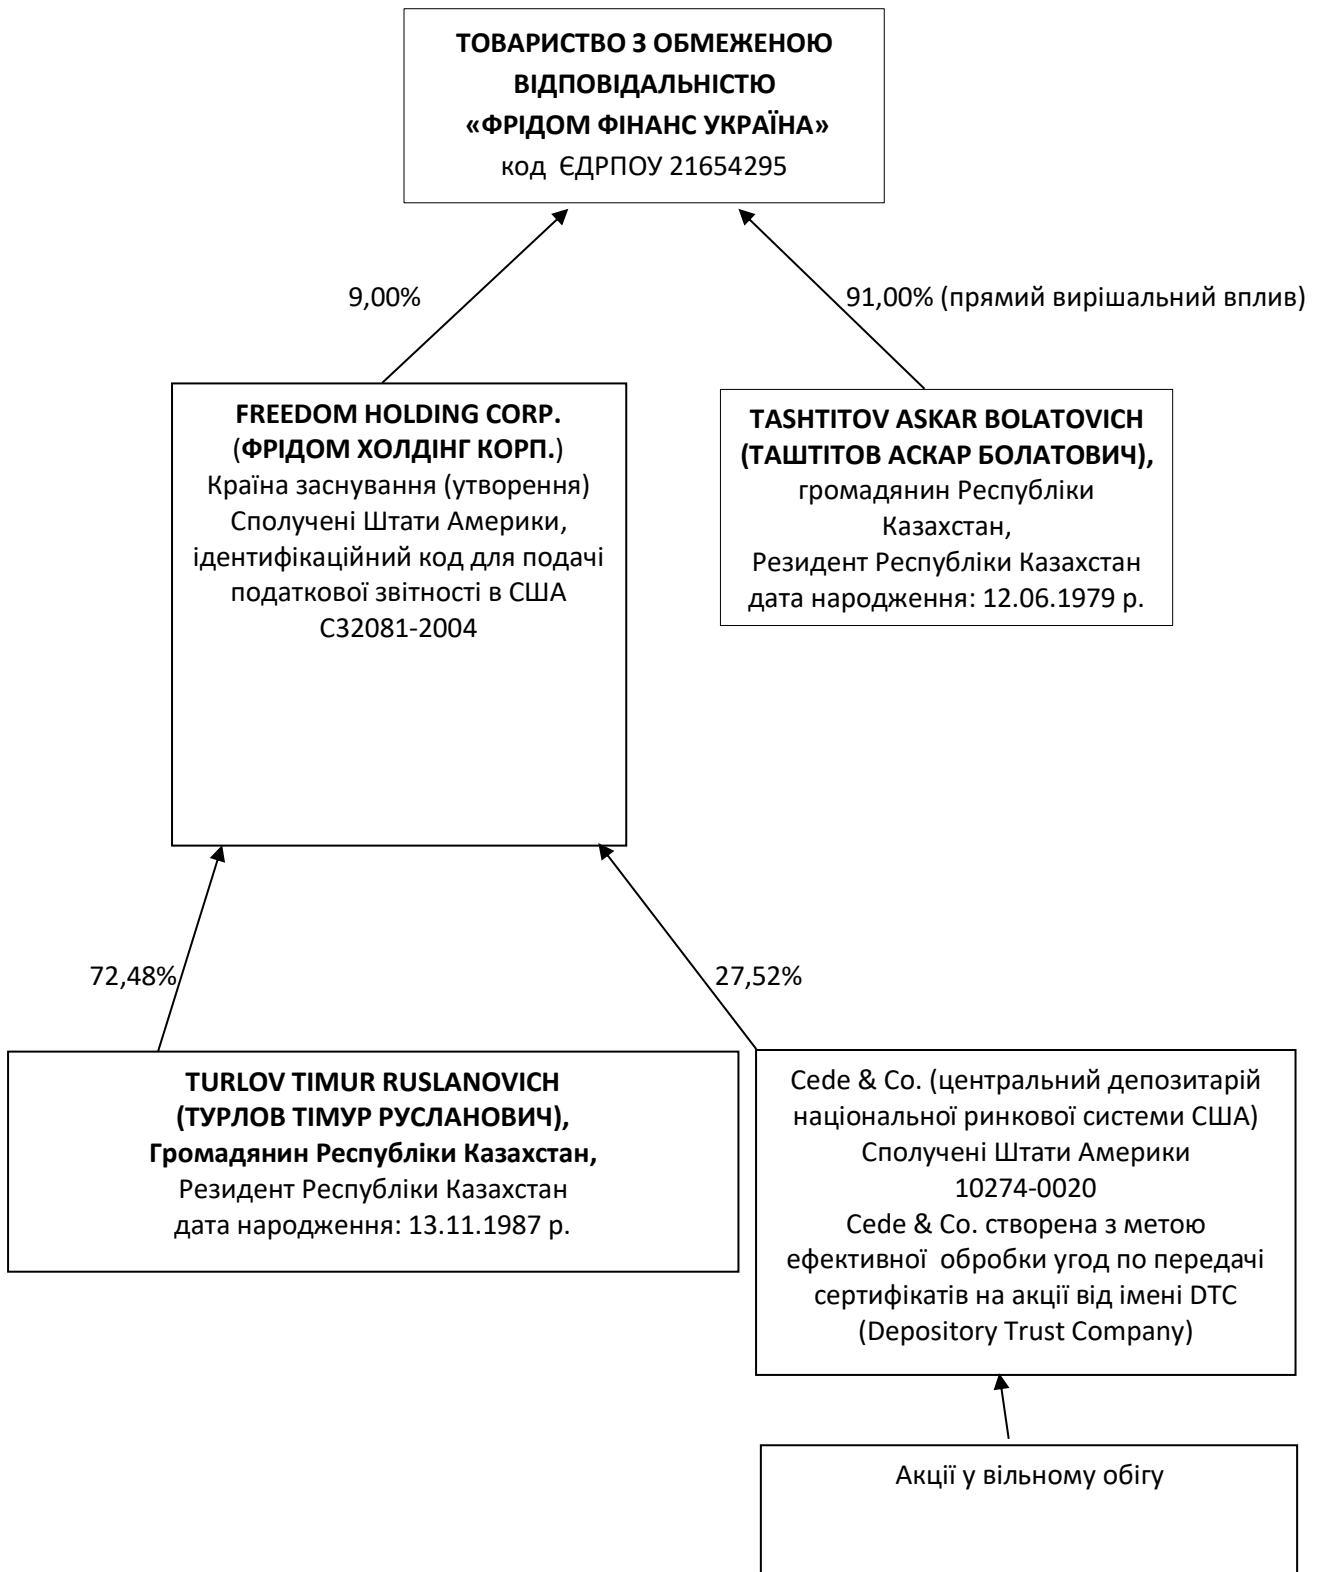 ТОВАРИСТВО З ОБМЕЖЕНОЮ
ВІДПОВІДАЛЬНІСТЮ
«ФРІДОМ ФІНАНС УКРАЇНА»
код ЄДРПОУ 21654295
9,00%
91,00% (прямий вирішальний вплив)
FREEDOM HOLDING CORP.
(ФРІДОМ ХОЛДІНГ КОРП.)
Країна заснування (утворення)
Сполучені Штати Америки,
ідентифікаційний код для подачі
податкової звітності в США
C32081-2004
TASHTITOV ASKAR BOLATOVICH
(ТАШТІТОВ АСКАР БОЛАТОВИЧ),
громадянин Республіки
Казахстан,
Резидент Республіки Казахстан
дата народження: 12.06.1979 р.
72,48%
27,52%
TURLOV TIMUR RUSLANOVICH
(ТУРЛОВ ТІМУР РУСЛАНОВИЧ),
Громадянин Республіки Казахстан,
Резидент Республіки Казахстан
дата народження: 13.11.1987 р.
Cede & Co. (центральний депозитарій
національної ринкової системи США)
Сполучені Штати Америки
10274-0020
Cede & Co. створена з метою
ефективної обробки угод по передачі
сертифікатів на акції від імені DTC
(Depository Trust Company)
Акції у вільному обігу